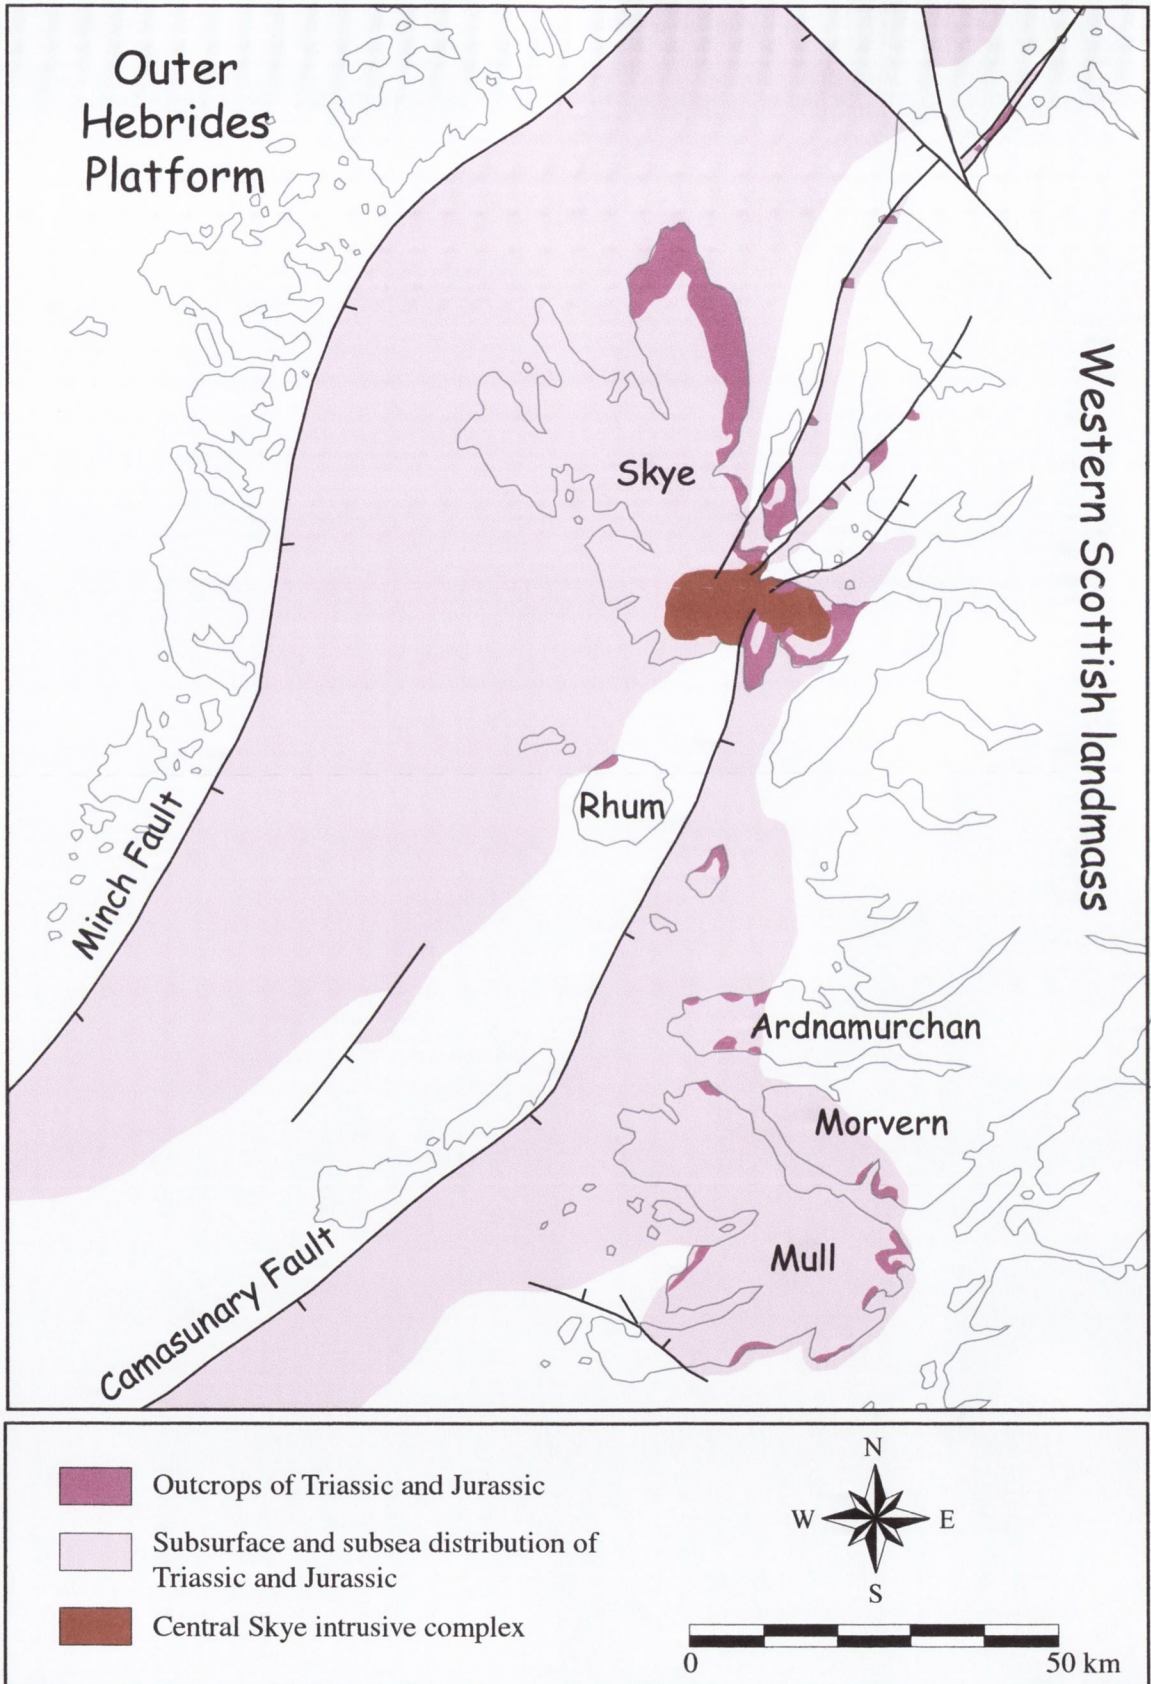 Outer
Hebrides
Platform
Skye
Western Scottish landmass
Rhum
Minch Fault
Ardnamurchan
Morvern
Mull
Camasunary Fault
Outcrops of Triassic and Jurassic
Subsurface and subsea distribution of
Triassic and Jurassic
Central Skye intrusive complex
N
W E
S
0 50 km